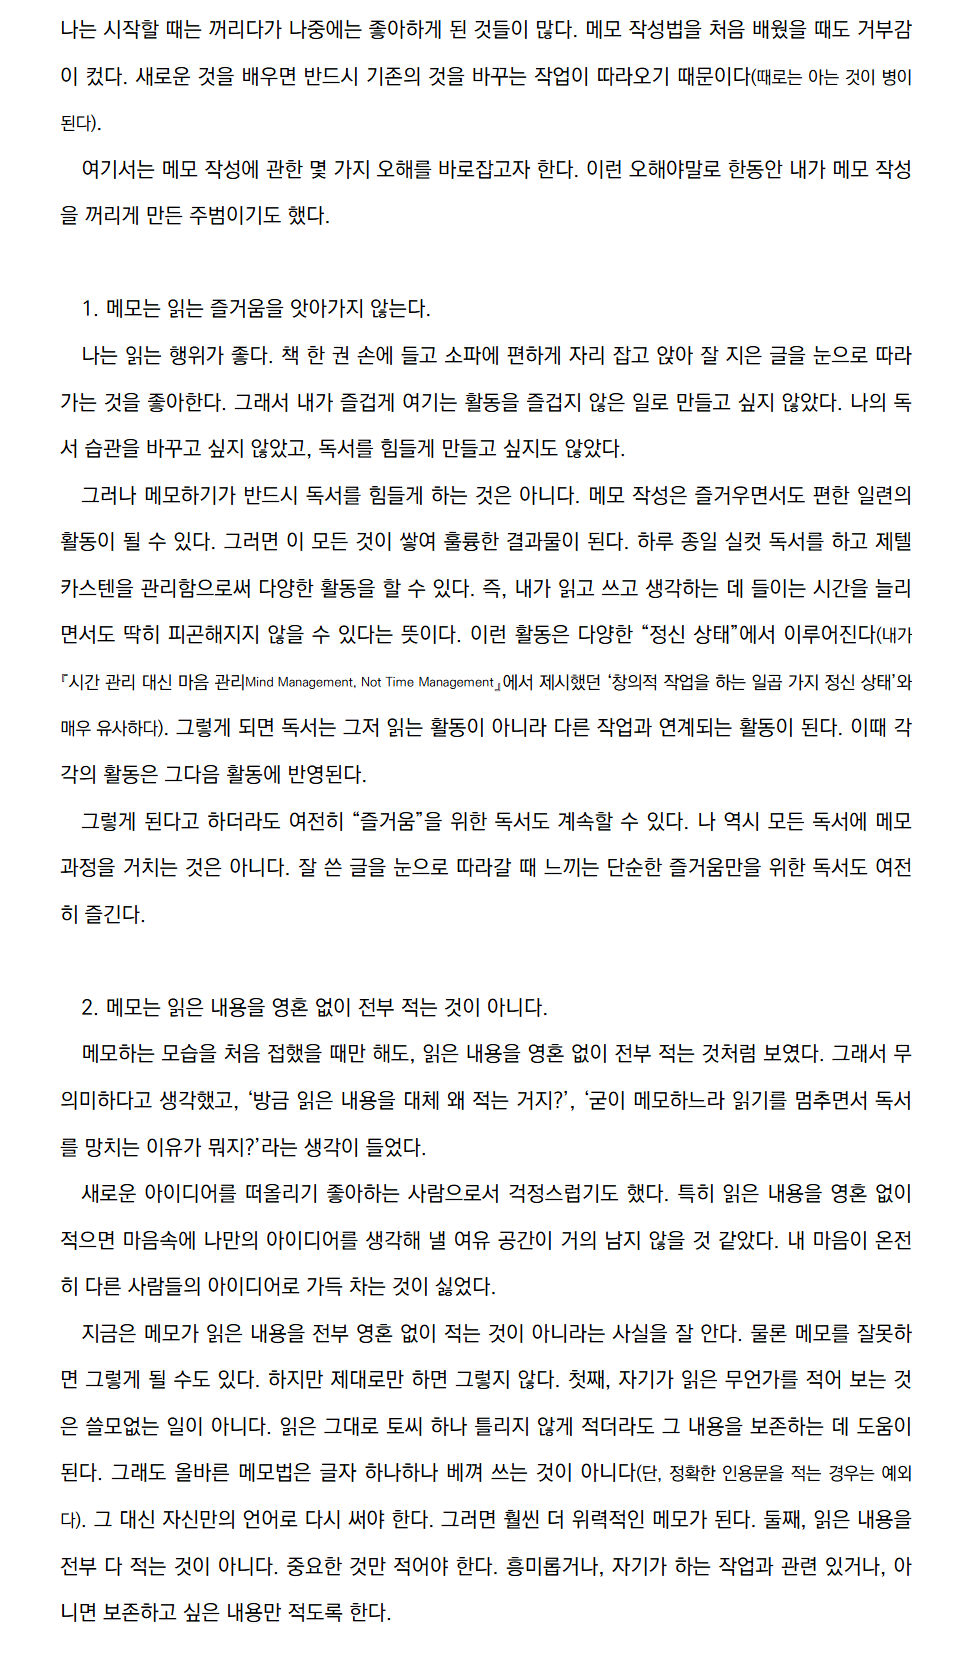 나는 시작할 때는 꺼리다가 나중에는 좋아하게 된 것들이 많다. 메모 작성법을 처음 배웠을 때도 거부감
이 컸다. 새로운 것을 배우면 반드시 기존의 것을 바꾸는 작업이 따라오기 때문이다(때로는 아는 것이 병이
된다).
여기서는 메모 작성에 관한 몇 가지 오해를 바로잡고자 한다. 이런 오해야말로 한동안 내가 메모 작성
을 꺼리게 만든 주범이기도 했다.
1. 메모는 읽는 즐거움을 앗아가지 않는다.
나는 읽는 행위가 좋다. 책 한 권 손에 들고 소파에 편하게 자리 잡고 앉아 잘 지은 글을 눈으로 따라
가는 것을 좋아한다. 그래서 내가 즐겁게 여기는 활동을 즐겁지 않은 일로 만들고 싶지 않았다. 나의 독
서 습관을 바꾸고 싶지 않았고, 독서를 힘들게 만들고 싶지도 않았다.
그러나 메모하기가 반드시 독서를 힘들게 하는 것은 아니다. 메모 작성은 즐거우면서도 편한 일련의
활동이 될 수 있다. 그러면 이 모든 것이 쌓여 훌륭한 결과물이 된다. 하루 종일 실컷 독서를 하고 제텔
카스텐을 관리함으로써 다양한 활동을 할 수 있다. 즉, 내가 읽고 쓰고 생각하는 데 들이는 시간을 늘리
면서도 딱히 피곤해지지 않을 수 있다는 뜻이다. 이런 활동은 다양한 “정신 상태”에서 이루어진다(내가
『시간 관리 대신 마음 관리Mind Management, Not Time Management』에서 제시했던 ‘창의적 작업을 하는 일곱 가지 정신 상태’와
매우 유사하다). 그렇게 되면 독서는 그저 읽는 활동이 아니라 다른 작업과 연계되는 활동이 된다. 이때 각
각의 활동은 그다음 활동에 반영된다.
그렇게 된다고 하더라도 여전히 “즐거움”을 위한 독서도 계속할 수 있다. 나 역시 모든 독서에 메모
과정을 거치는 것은 아니다. 잘 쓴 글을 눈으로 따라갈 때 느끼는 단순한 즐거움만을 위한 독서도 여전
히 즐긴다.
2. 메모는 읽은 내용을 영혼 없이 전부 적는 것이 아니다.
메모하는 모습을 처음 접했을 때만 해도, 읽은 내용을 영혼 없이 전부 적는 것처럼 보였다. 그래서 무
의미하다고 생각했고, ‘방금 읽은 내용을 대체 왜 적는 거지?’, ‘굳이 메모하느라 읽기를 멈추면서 독서
를 망치는 이유가 뭐지?’라는 생각이 들었다.
새로운 아이디어를 떠올리기 좋아하는 사람으로서 걱정스럽기도 했다. 특히 읽은 내용을 영혼 없이
적으면 마음속에 나만의 아이디어를 생각해 낼 여유 공간이 거의 남지 않을 것 같았다. 내 마음이 온전
히 다른 사람들의 아이디어로 가득 차는 것이 싫었다.
지금은 메모가 읽은 내용을 전부 영혼 없이 적는 것이 아니라는 사실을 잘 안다. 물론 메모를 잘못하
면 그렇게 될 수도 있다. 하지만 제대로만 하면 그렇지 않다. 첫째, 자기가 읽은 무언가를 적어 보는 것
은 쓸모없는 일이 아니다. 읽은 그대로 토씨 하나 틀리지 않게 적더라도 그 내용을 보존하는 데 도움이
된다. 그래도 올바른 메모법은 글자 하나하나 베껴 쓰는 것이 아니다(단, 정확한 인용문을 적는 경우는 예외
다). 그 대신 자신만의 언어로 다시 써야 한다. 그러면 훨씬 더 위력적인 메모가 된다. 둘째, 읽은 내용을
전부 다 적는 것이 아니다. 중요한 것만 적어야 한다. 흥미롭거나, 자기가 하는 작업과 관련 있거나, 아
니면 보존하고 싶은 내용만 적도록 한다.